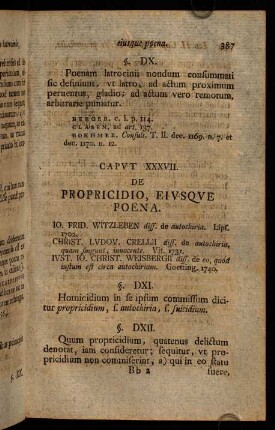 eiusque poena. 387
§. DX.
Poenam latrocinii nondum consummati
sic definiunt, vt latro, ad actum proximum
peruentus, gladio; ad actum vero remotum,
arbitrarie puniatur.
BERGER. c. l. p. 114.
CLASEN, ad art. 137.
BOEHMER. Consult. T. II. dec. 1169. n. 7. et
dec. 1170. n. 12.
CAPVT XXXVII.
DE
PROPRICIDIO, EIVSQVE
POENA.
IO. FRID. WITZLEBEN diss. de autochiria. Lips.
1702.
CHRIST. LVDOV. CRELLII diss. de autochiria,
quam furiunt, innocente. Vit.
IVST. IO. CHRIST. WEISBERGII diss. de eo, quod
iustum est circa autochiriam. Goetting. 1740.
§. DXI.
Homicidium in se ipsum commissum dici-
tur propricidium, s. autochiria, s. suicidium.
§. DXII.
Quum propricidium, quatenus delictum
denotat, iam consideretur; sequitur, vt pro-
pricidium non commiserint, a) qui in eo statu
Bb 2 fuere,